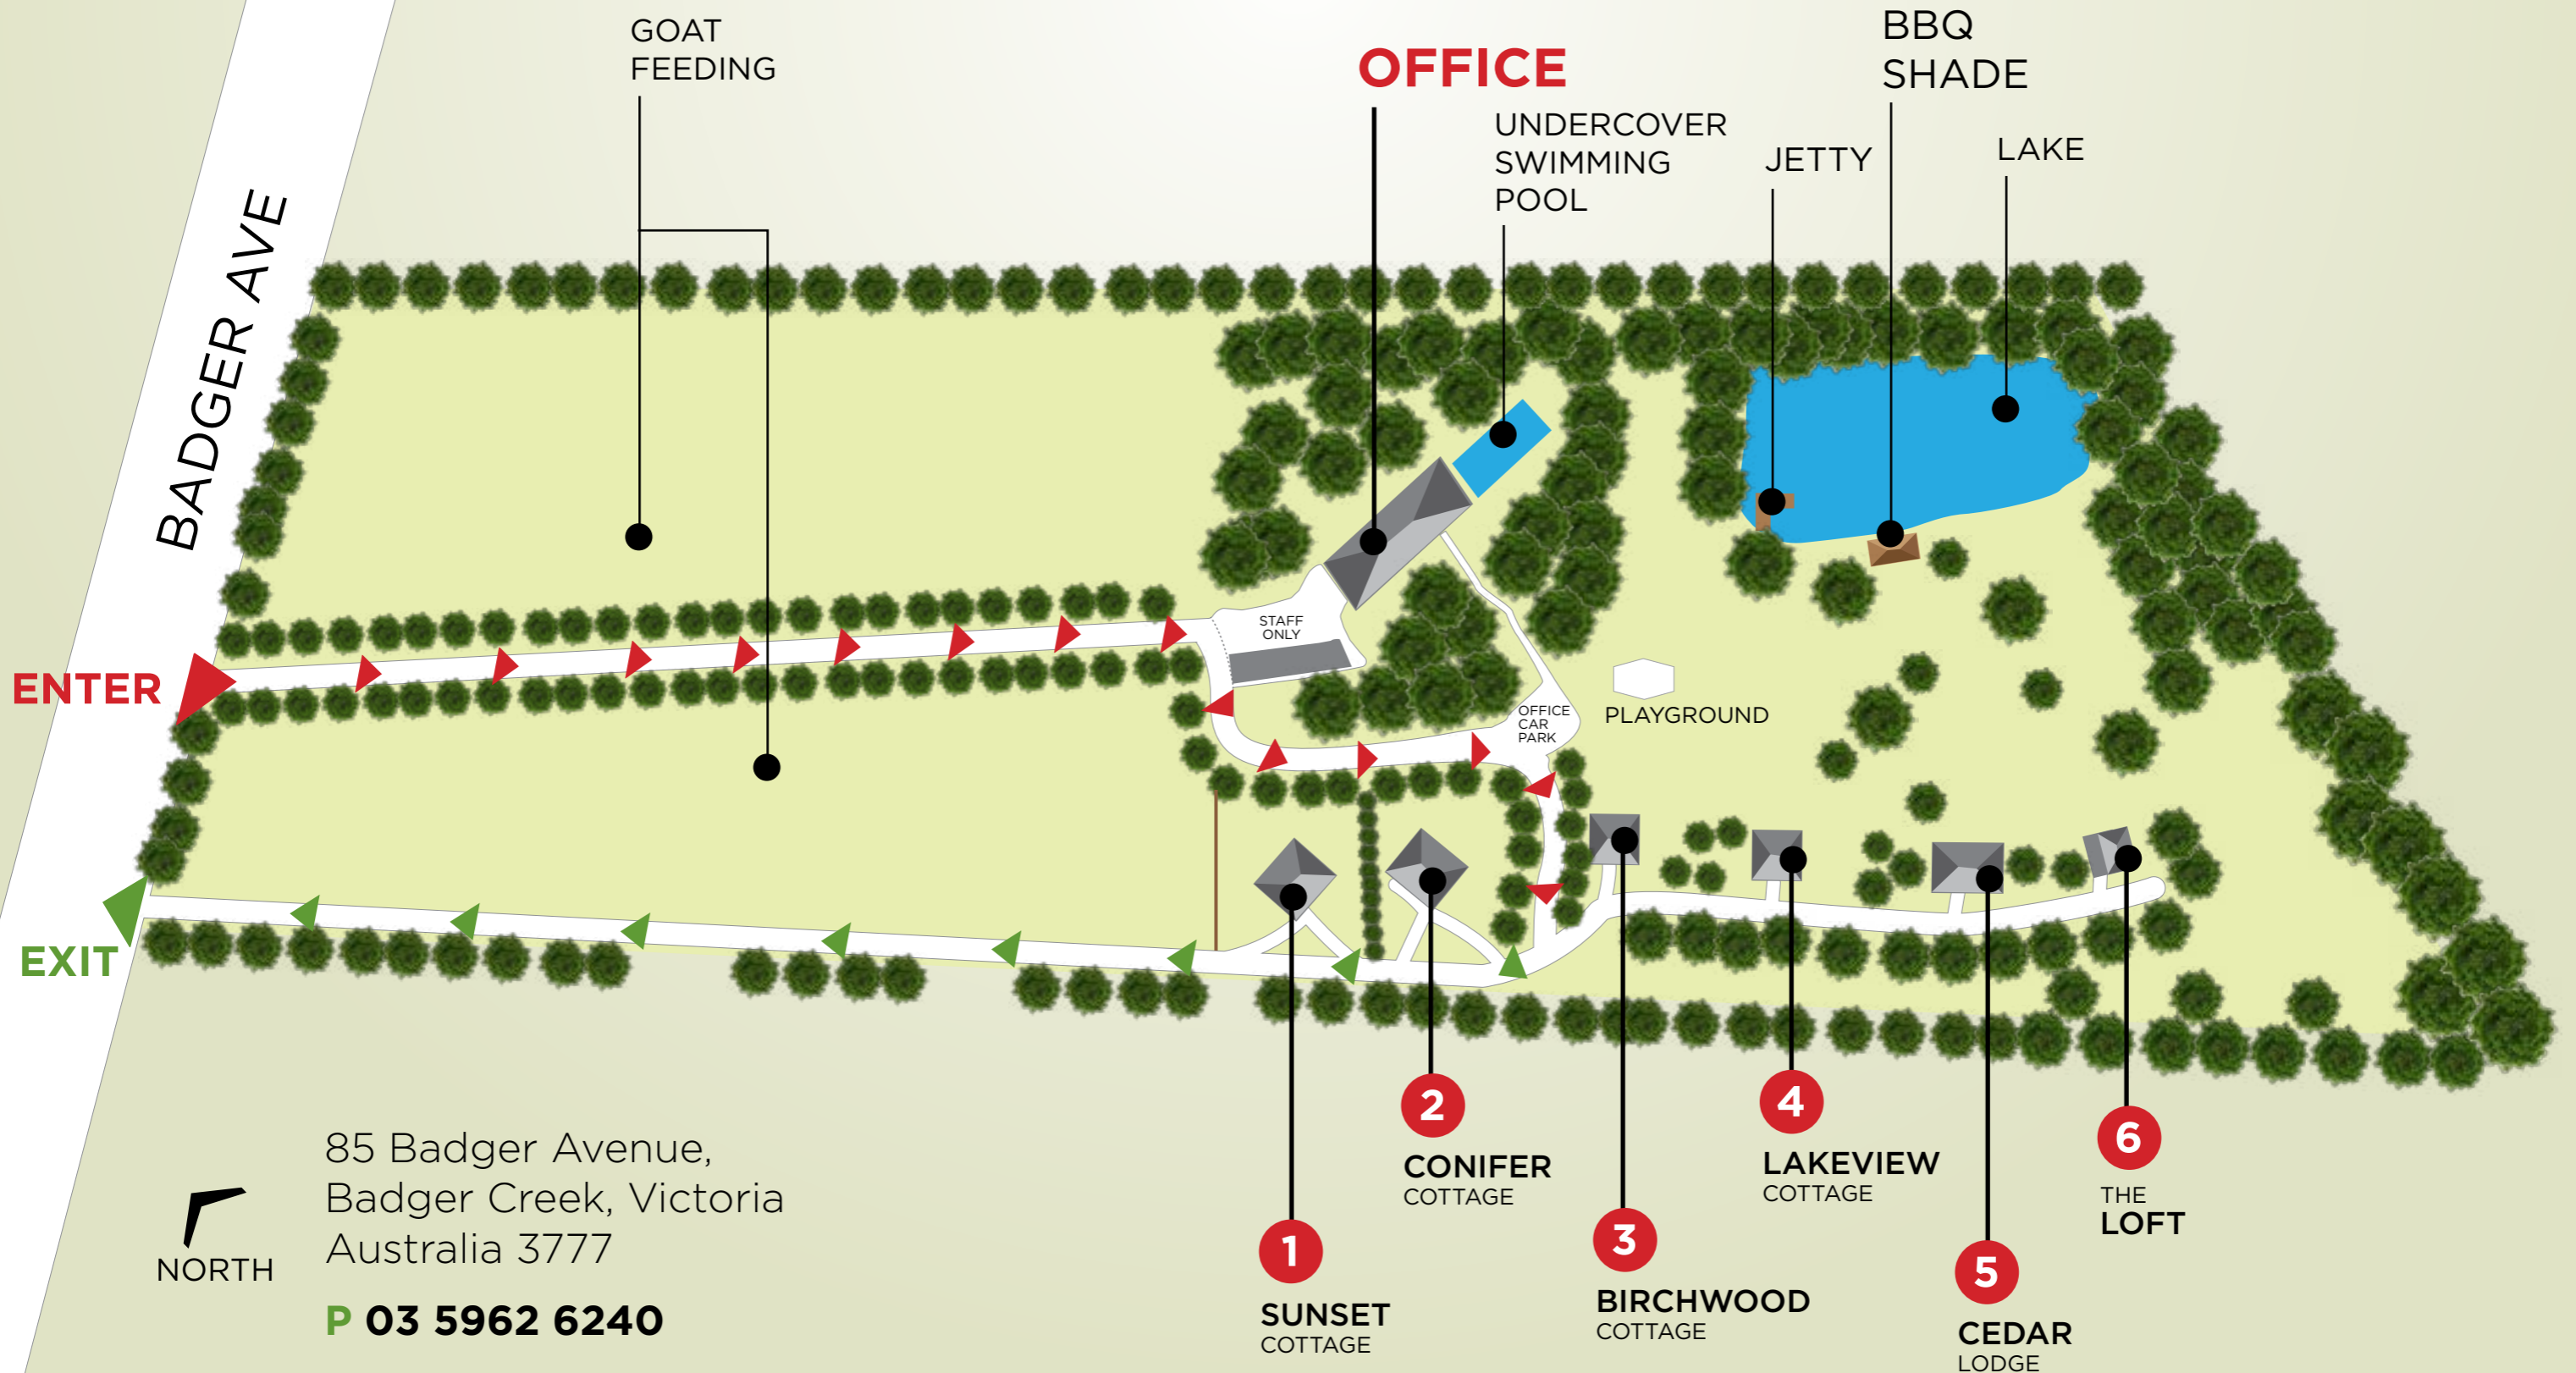 GOAT
FEEDING
OFFICE
UNDERCOVER
SWIMMING
POOL
JETTY
BBQ
SHADE
LAKE
BADGER AVE
ENTER
STAFF
ONLY
OFFICE
CAR
PARK
PLAYGROUND
EXIT
1
SUNSET
COTTAGE
2
CONIFER
COTTAGE
3
BIRCHWOOD
COTTAGE
4
LAKEVIEW
COTTAGE
5
CEDAR
LODGE
6
THE
LOFT
NORTH
85 Badger Avenue,
Badger Creek, Victoria
Australia 3777
P 03 5962 6240